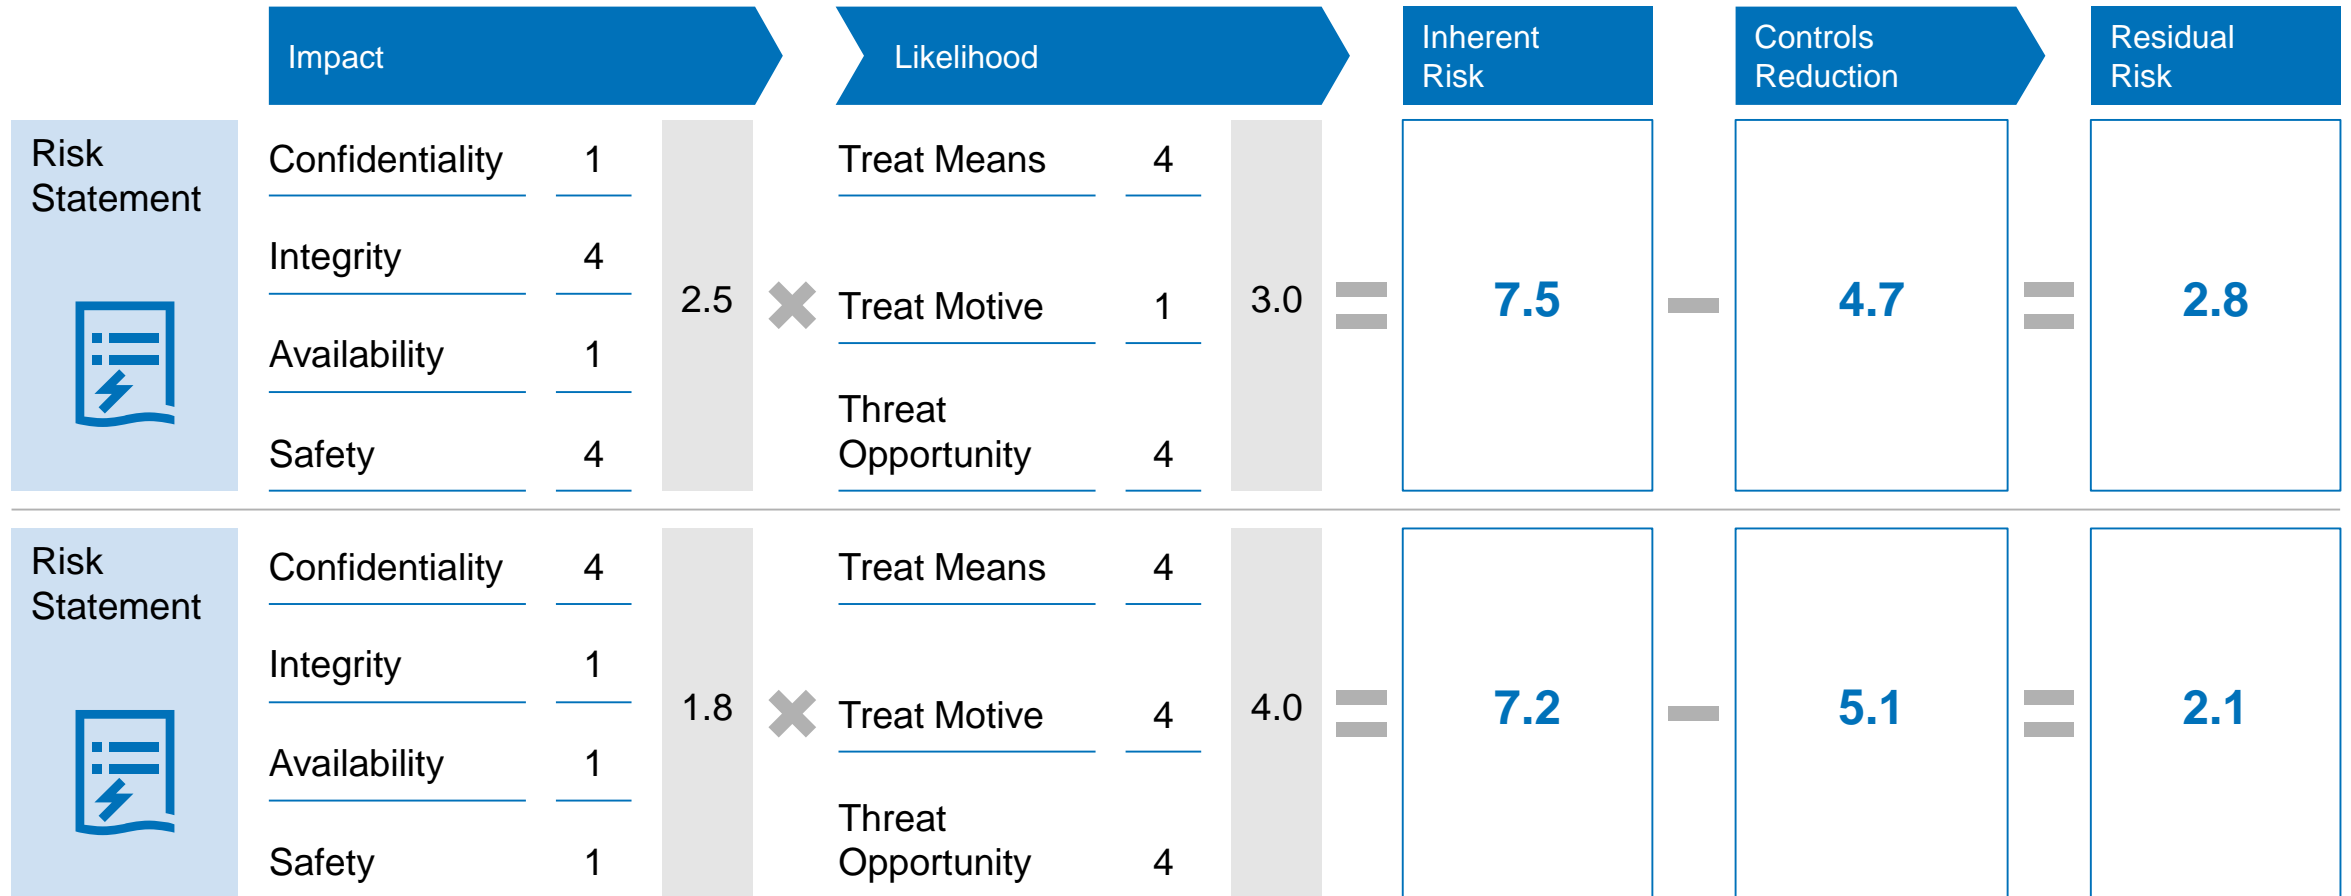 Impact
Likelihood
Inherent
Risk
Controls
Reduction
Residual
Risk
Risk
Statement
Confidentiality 1
Integrity 4
Availability 1
Safety 4
2.5
Treat Means 4
Treat Motive 1
Threat
Opportunity 4
3.0
7.5
4.7
2.8
Risk
Statement
Confidentiality 4
Integrity 1
Availability 1
Safety 1
1.8
Treat Means 4
Treat Motive 4
Threat
Opportunity 4
4.0
7.2
5.1
2.1